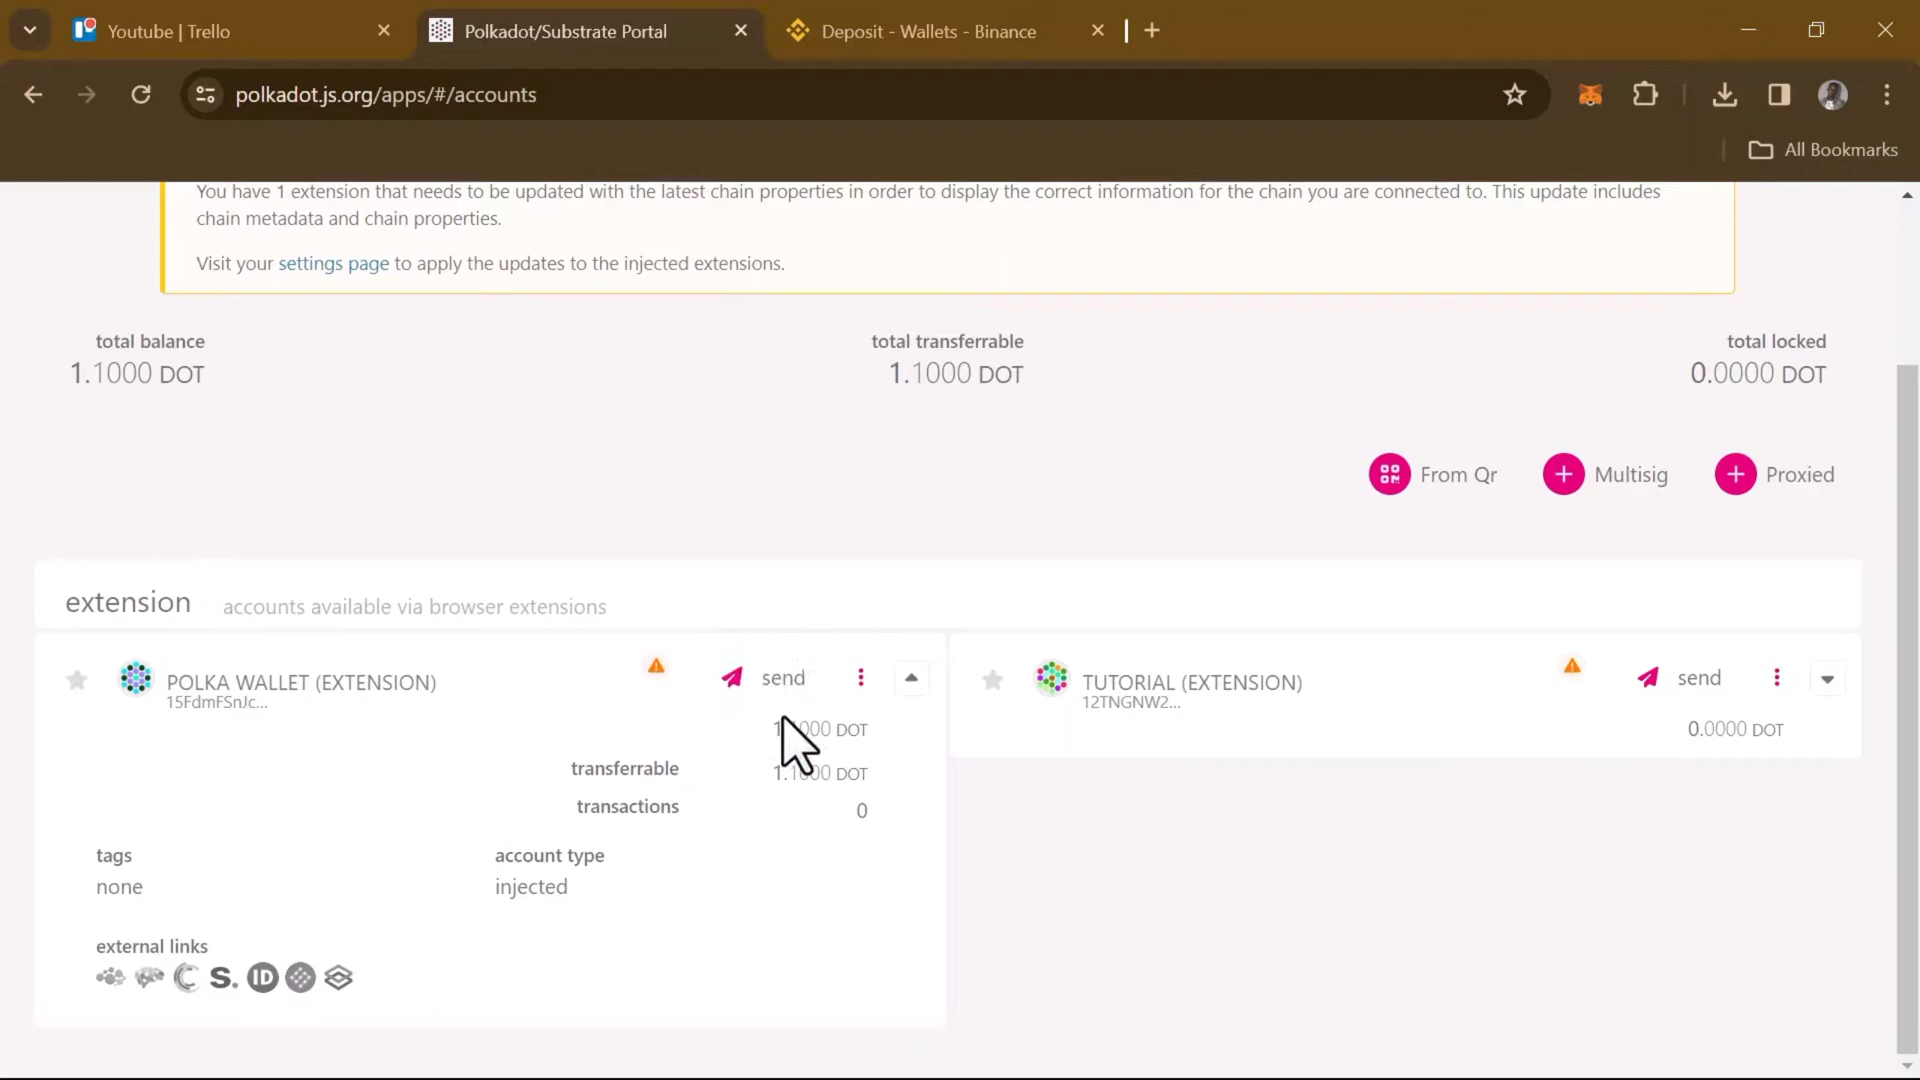 Youtube | Trello
Polkadot/Substrate Portal
Deposit - Wallets - Binance
polkadot.js.org/apps/#/accounts
All Bookmarks
You have 1 extension that needs to be updated with the latest chain properties in order to display the correct information for the chain you are connected to. This update includes
chain metadata and chain properties.
Visit your settings page to apply the updates to the injected extensions.
total balance
1.1000 DOT
total transferrable
1.1000 DOT
total locked
0.0000 DOT
From Qr
Multisig
Proxied
extension
accounts available via browser extensions
POLKA WALLET (EXTENSION)
15FdmFSnJc...
send
DOT
transferrable
DOT
transactions
0
tags
none
account type
injected
external links
S.
ID
TUTORIAL (EXTENSION)
12TNGNW2...
send
0.0000 DOT